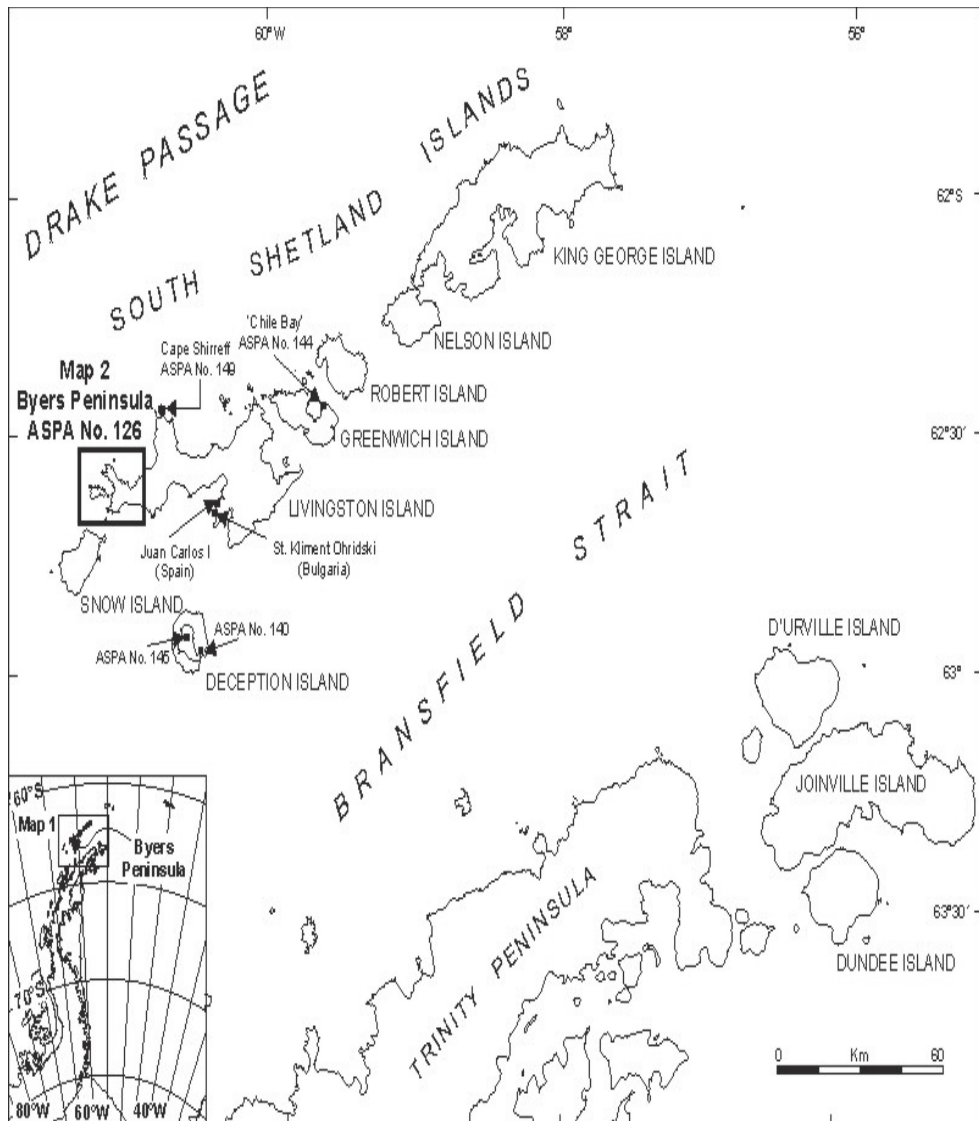 60°W
58°
56°
DRAKE PASSAGE
SOUTH SHETLAND ISLANDS
62°S
KING GEORGE ISLAND
NELSON ISLAND
'Chile Bay'
ASPA No. 144
Cape Shirreff
ASPA No. 149
Map 2
Byers Peninsula
ASPA No. 126
ROBERT ISLAND
GREENWICH ISLAND
62°30'
LIVINGSTON ISLAND
Juan Carlos I
(Spain)
St. Kliment Ohridski
(Bulgaria)
SNOW ISLAND
ASPA No. 140
ASPA No. 145
DECEPTION ISLAND
BRANSFIELD STRAIT
D'URVILLE ISLAND
63°
JOINVILLE ISLAND
TRINITY PENINSULA
63°30'
DUNDEE ISLAND
0 Km 60
60°S
Map 1
Byers
Peninsula
70°S
80°W 60°W 40°W